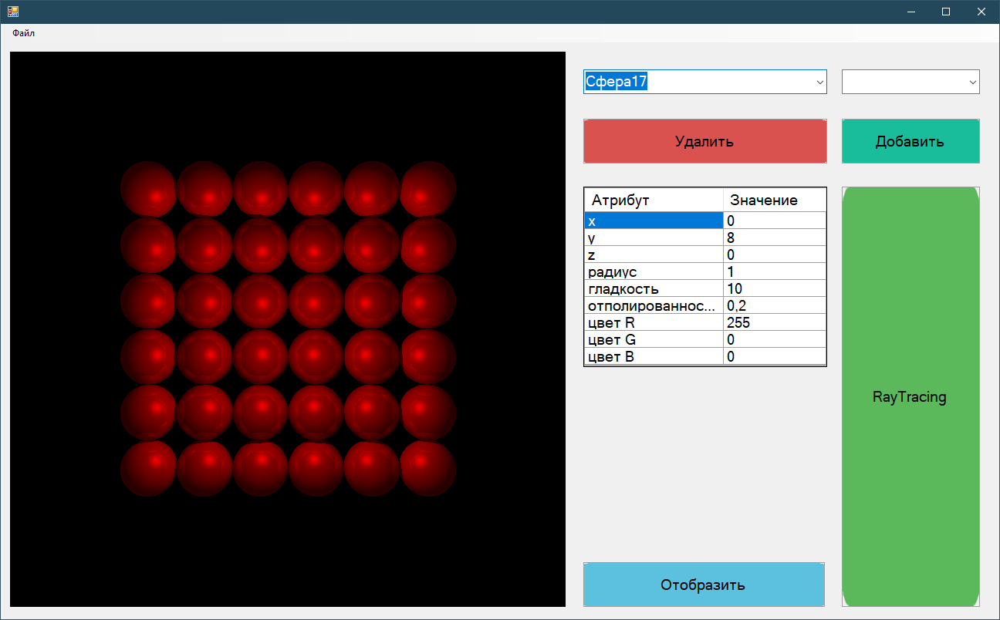 Файл
Сфера17
Удалить
Добавить
Атрибут Значение
x 0
y 8
z 0
радиус 1
гладкость 10
отполированнос... 0,2
цвет R 255
цвет G 0
цвет B 0
RayTracing
Отобразить